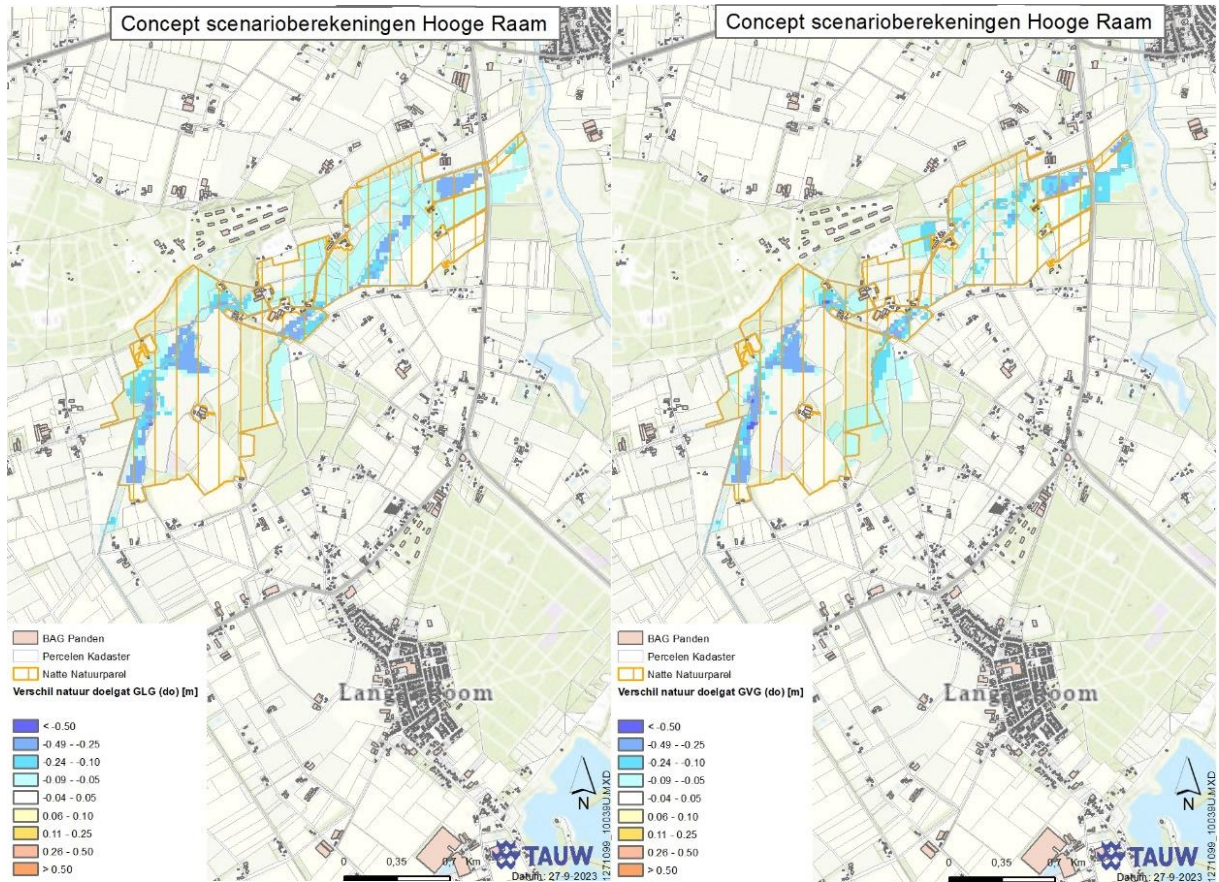 Concept scenarioberekeningen Hooge Raam
BAG Panden
Percelen Kadaster
Natte Natuurparel
Verschil natuur doelgat GLG (do) [m]
< -0.50
-0.49 - -0.25
-0.24 - -0.10
-0.09 - -0.05
-0.04 - 0.05
0.06 - 0.10
0.11 - 0.25
0.26 - 0.50
> 0.50
N
0 0,35 0,7 Km
TAUW
Datum: 27-9-2023
1271099_10039U.MXD
Concept scenarioberekeningen Hooge Raam
BAG Panden
Percelen Kadaster
Natte Natuurparel
Verschil natuur doelgat GVG (do) [m]
< -0.50
-0.49 - -0.25
-0.24 - -0.10
-0.09 - -0.05
-0.04 - 0.05
0.06 - 0.10
0.11 - 0.25
0.26 - 0.50
> 0.50
N
0 0,35 0,7 Km
TAUW
Datum: 27-9-2023
1271099_10039U.MXD